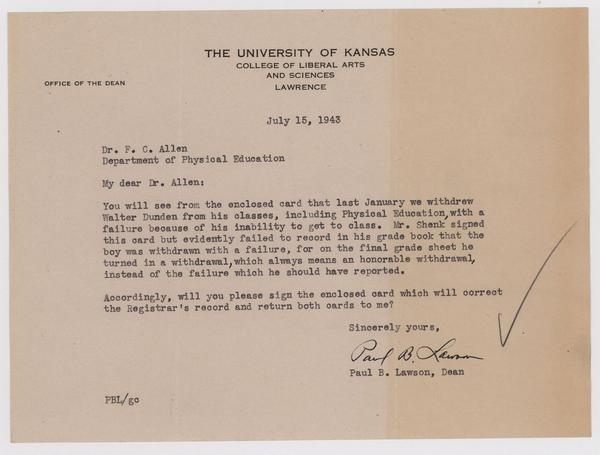 THE UNIVERSITY OF KANSAS
COLLEGE OF LIBERAL ARTS
AND SCIENCES
LAWRENCE
OFFICE OF THE DEAN
July 15, 1943
Dr. F. C. Allen
Department of Physical Education
My dear Dr. Allen:
You will see from the enclosed card that last January we withdrew
Walter Dunden from his classes, including Physical Education,with a
failure because of his inability to get to class. Mr. Shenk signed
this card but evidently failed to record in his grade book that the
boy was withdrawn with a failure, for on the final grade sheet he
turned in a withdrawal,which always means an honorable withdrawal,
instead of the failure which he should have reported.
Accordingly, will you please sign the enclosed card which will correct
the Registrar's record and return both cards to me?
Sincerely yours,
Paul B. Lawson
Paul B. Lawson, Dean
PBL/gc